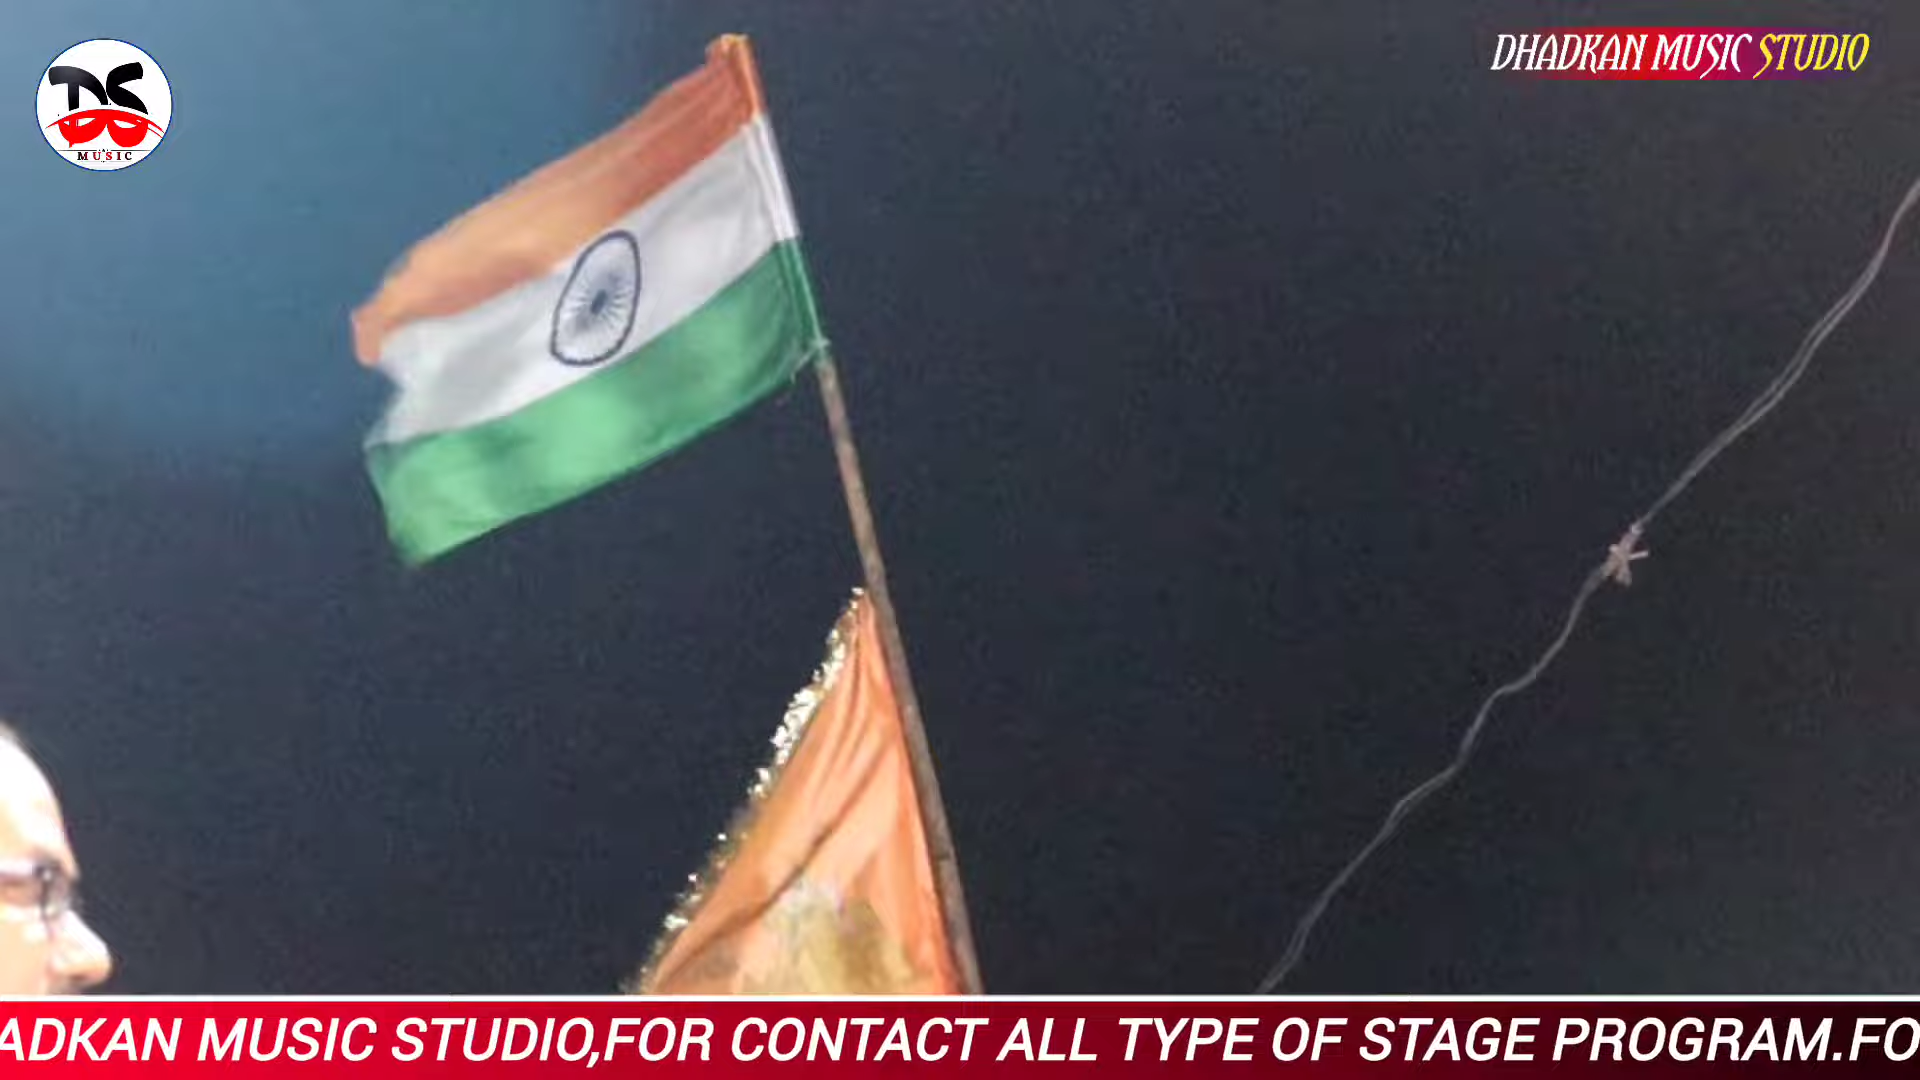 DHADKAN MUSIC STUDIO
MUSIC
ADKAN MUSIC STUDIO,FOR CONTACT ALL TYPE OF STAGE PROGRAM.FO